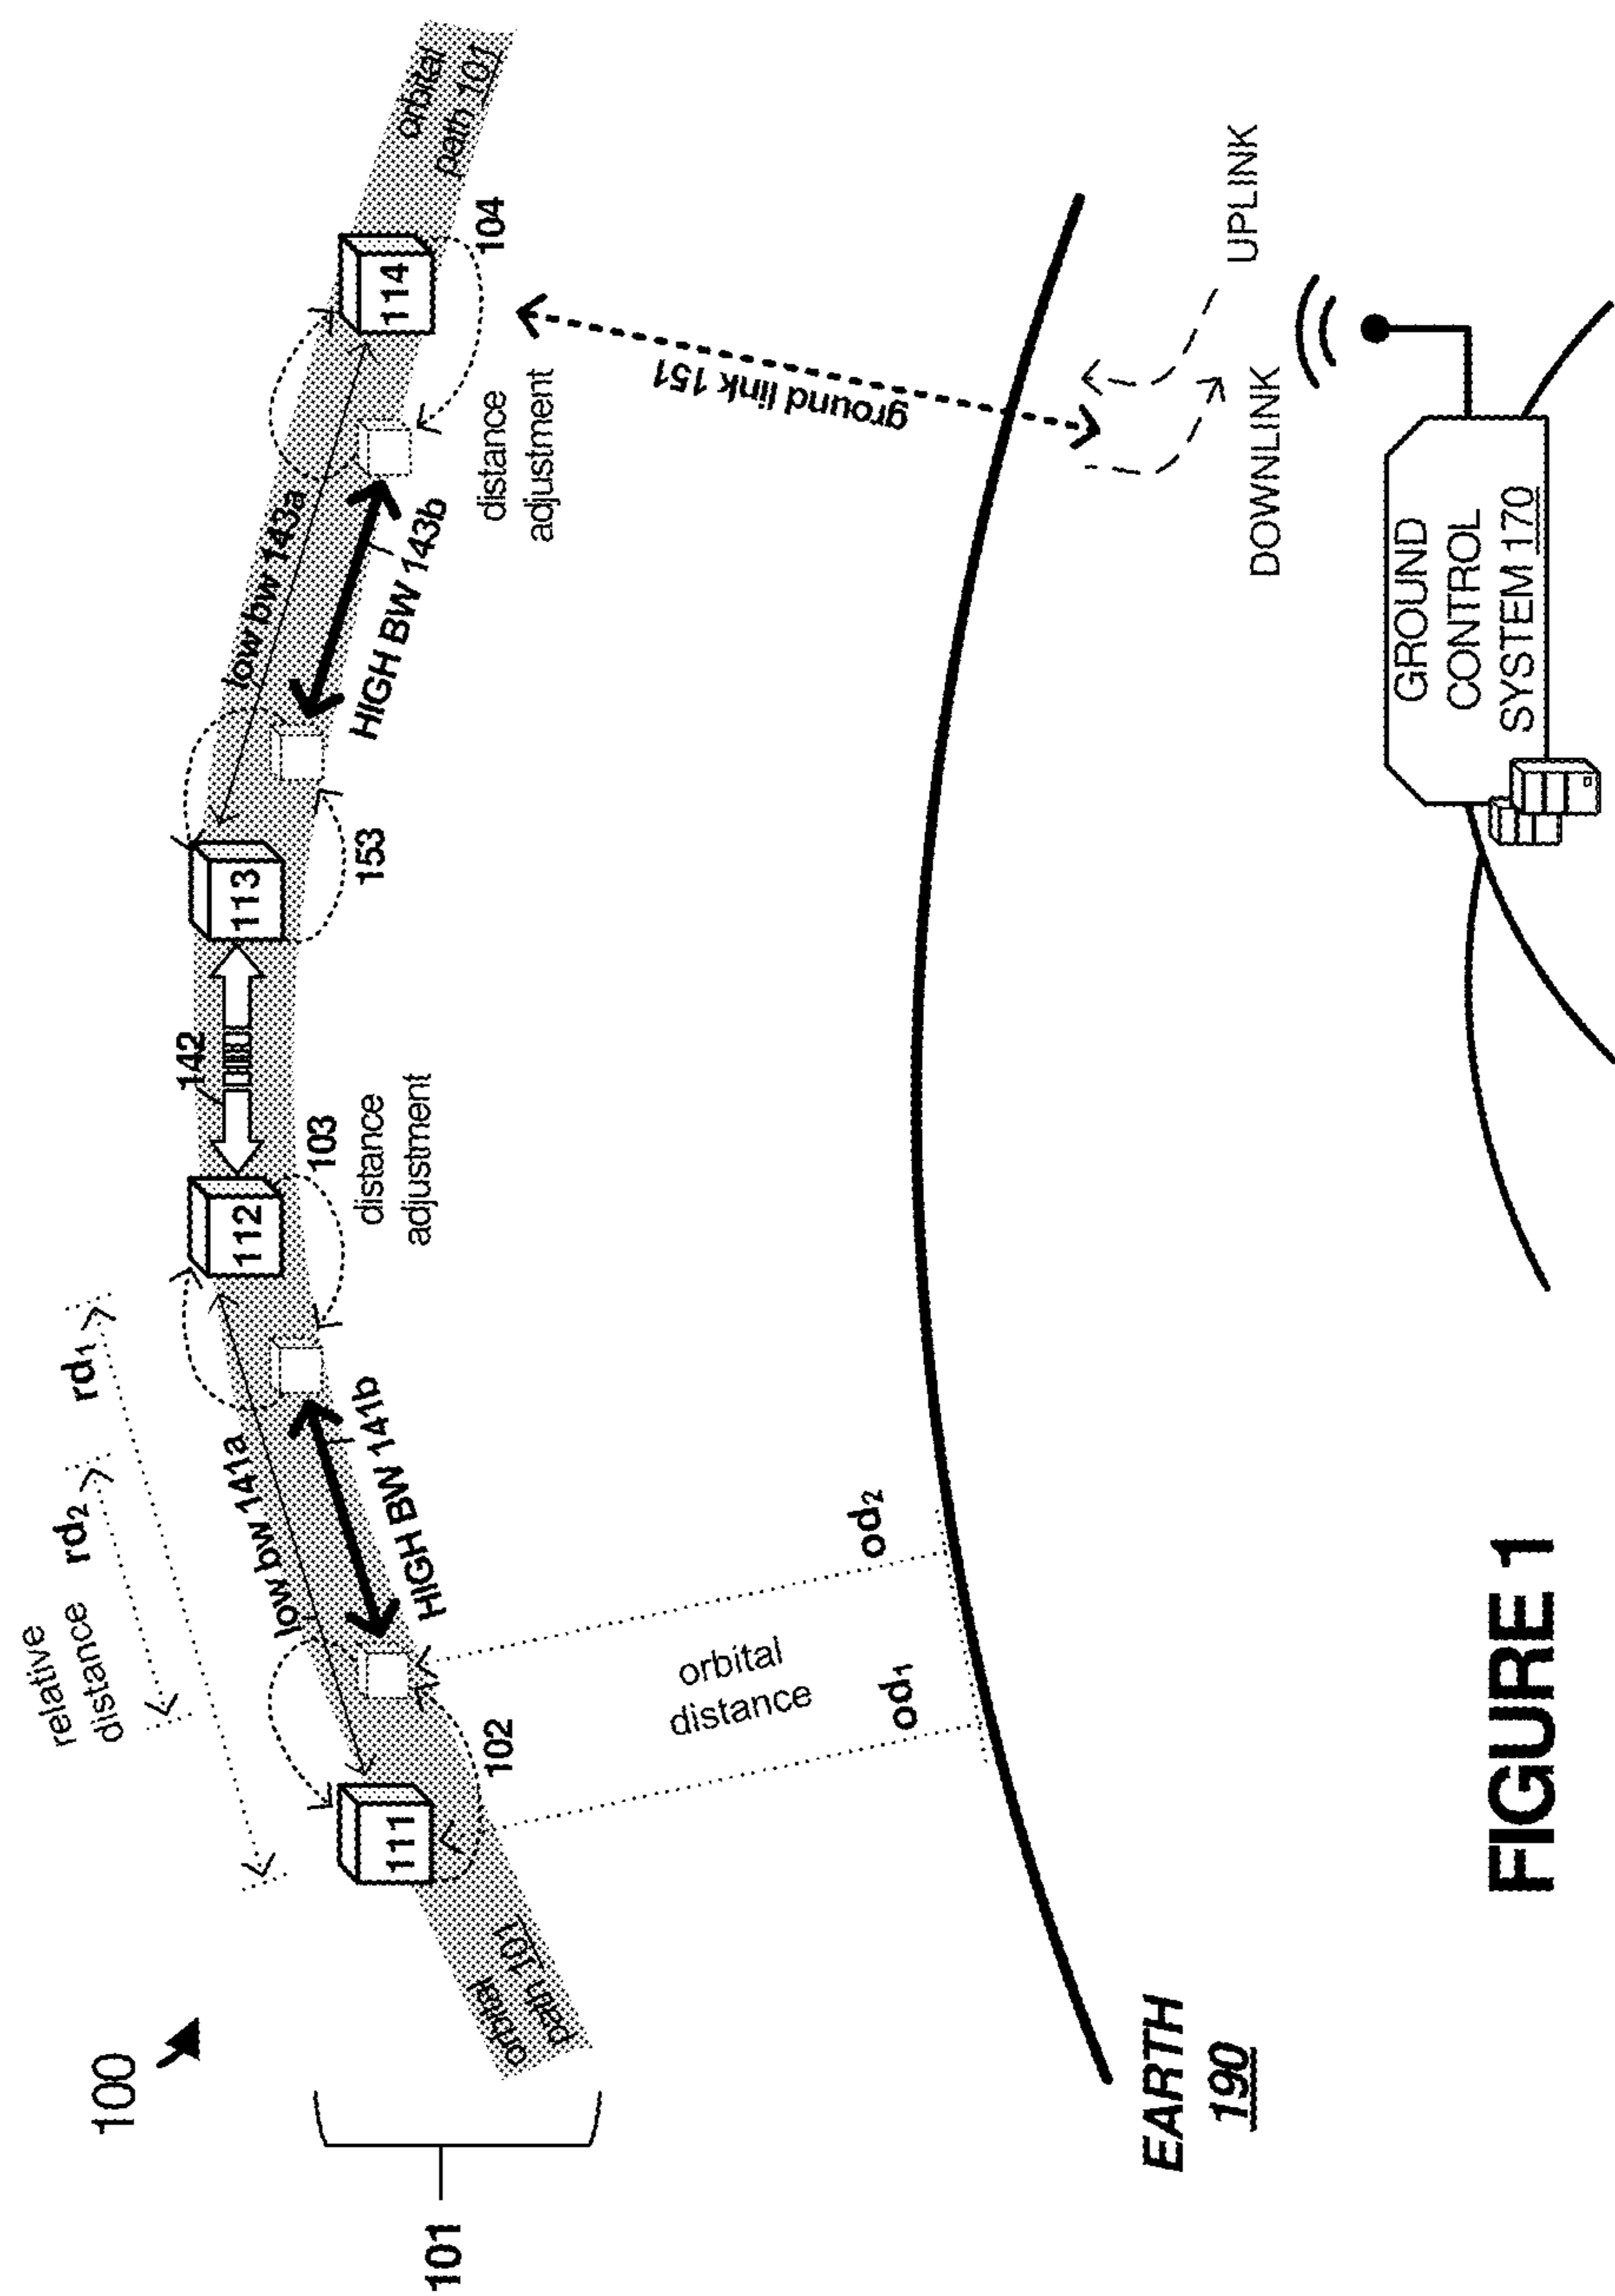 100
101
relative
distance
rd2
rd1
low bw 141a
HIGH BW 141b
111
102
112
103
distance
adjustment
142
113
153
low bw 143a
HIGH BW 143b
114
104
distance
adjustment
orbital
path 101
orbital
path 101
orbital
distance
od1
od2
ground link 151
UPLINK
DOWNLINK
EARTH
190
GROUND
CONTROL
SYSTEM 170
FIGURE 1